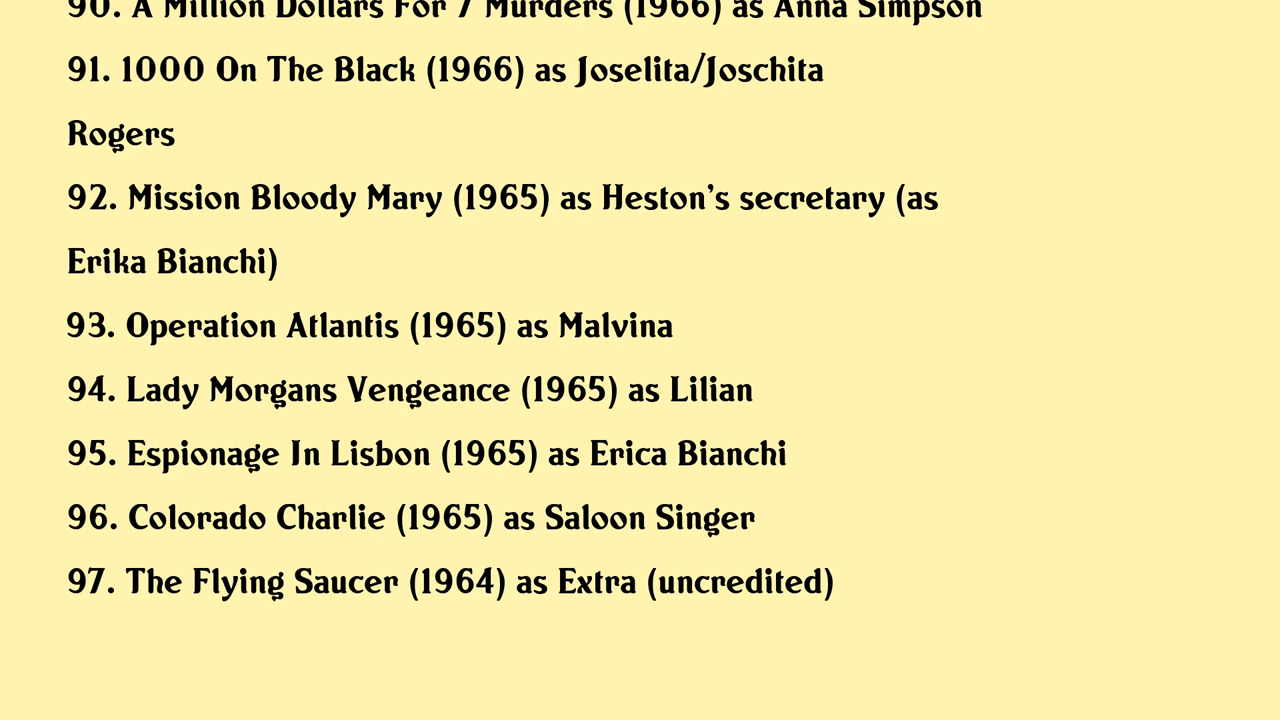 90. A Million Dollars For 7 Murders (1966) as Anna Simpson
91. 1000 On The Black (1966) as Joselita/Joschita
Rogers
92. Mission Bloody Mary (1965) as Heston's secretary (as
Erika Bianchi)
93. Operation Atlantis (1965) as Malvina
94. Lady Morgans Vengeance (1965) as Lilian
95. Espionage In Lisbon (1965) as Erica Bianchi
96. Colorado Charlie (1965) as Saloon Singer
97. The Flying Saucer (1964) as Extra (uncredited)